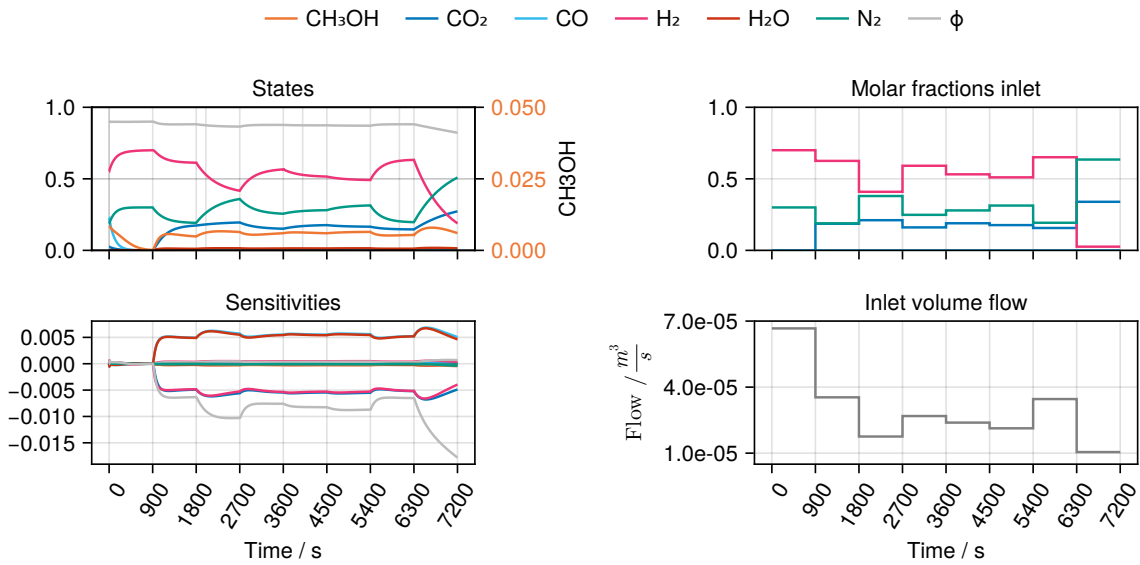 CH₃OH CO₂ CO H₂ H₂O N₂ ϕ
States
1.0
0.5
0.0
0.050
0.025
0.000
CH3OH
Molar fractions inlet
1.0
0.5
0.0
Sensitivities
0.005
0.000
−0.005
−0.010
−0.015
0 900 1800 2700 3600 4500 5400 6300 7200
Time / s
Inlet volume flow
7.0e-05
4.0e-05
1.0e-05
Flow / m³/s
0 900 1800 2700 3600 4500 5400 6300 7200
Time / s